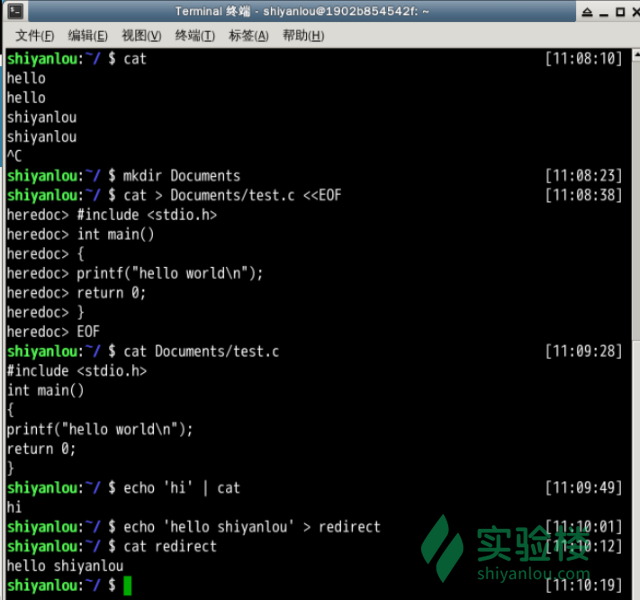 Terminal 终端 - shiyanlou@1902b854542f: ~
文件(F) 编辑(E) 视图(V) 终端(T) 标签(A) 帮助(H)
shiyanlou:~/ $ cat [11:08:10]
hello
hello
shiyanlou
shiyanlou
^C
shiyanlou:~/ $ mkdir Documents [11:08:23]
shiyanlou:~/ $ cat > Documents/test.c <<EOF [11:08:38]
heredoc> #include <stdio.h>
heredoc> int main()
heredoc> {
heredoc> printf("hello world\n");
heredoc> return 0;
heredoc> }
heredoc> EOF
shiyanlou:~/ $ cat Documents/test.c [11:09:28]
#include <stdio.h>
int main()
{
printf("hello world\n");
return 0;
}
shiyanlou:~/ $ echo 'hi' | cat [11:09:49]
hi
shiyanlou:~/ $ echo 'hello shiyanlou' > redirect [11:10:01]
shiyanlou:~/ $ cat redirect [11:10:12]
hello shiyanlou
shiyanlou:~/ $ [11:10:19]
实验楼
shiyanlou.com